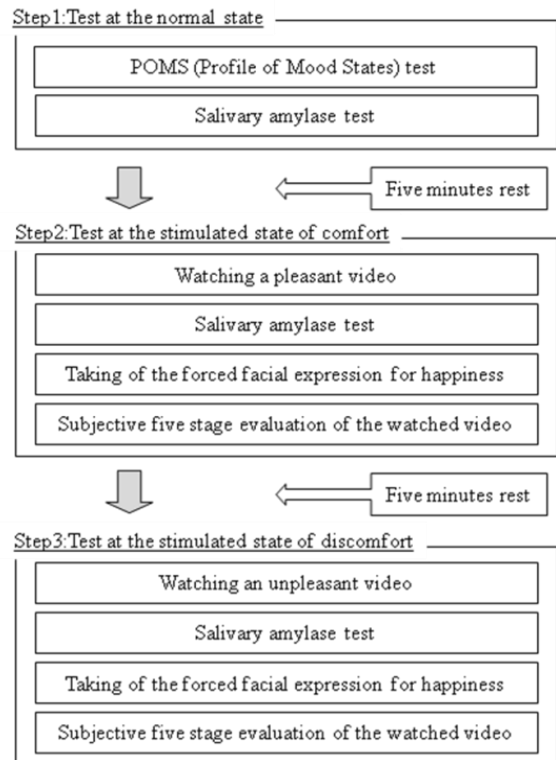 Step1:Test at the normal state
POMS (Profile of Mood States) test
Salivary amylase test
Five minutes rest
Step2:Test at the stimulated state of comfort
Watching a pleasant video
Salivary amylase test
Taking of the forced facial expression for happiness
Subjective five stage evaluation of the watched video
Five minutes rest
Step3:Test at the stimulated state of discomfort
Watching an unpleasant video
Salivary amylase test
Taking of the forced facial expression for happiness
Subjective five stage evaluation of the watched video